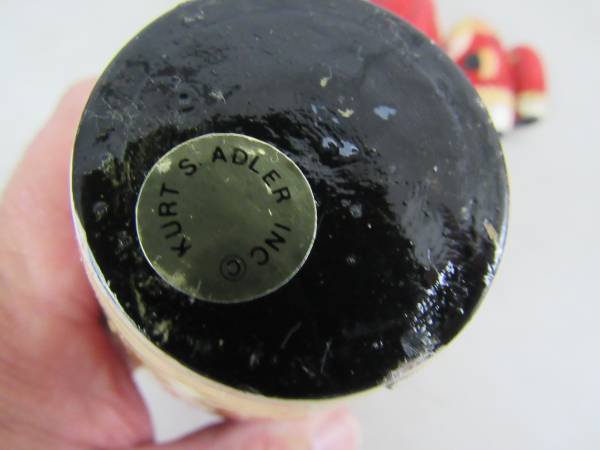 KURT S. ADLER INC ©